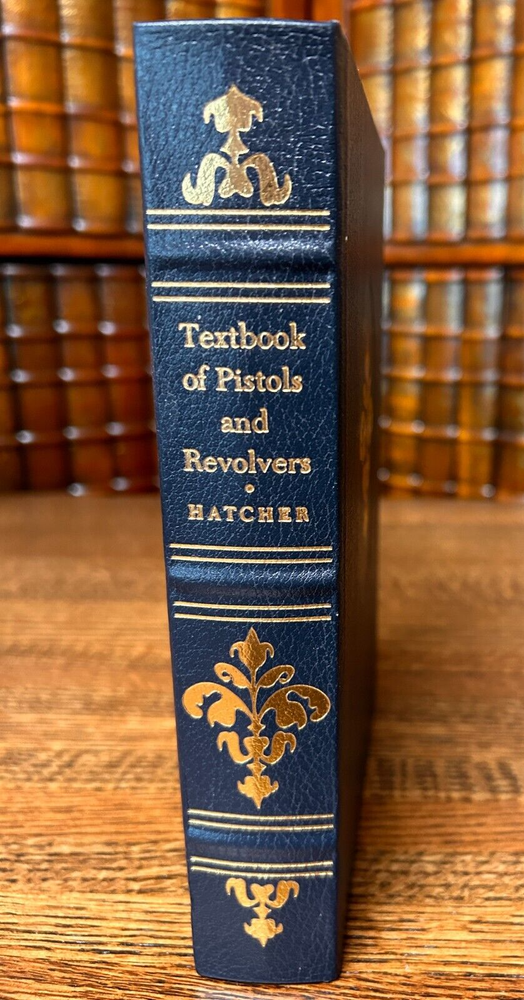 Textbook
of Pistols
and
Revolvers
•
HATCHER